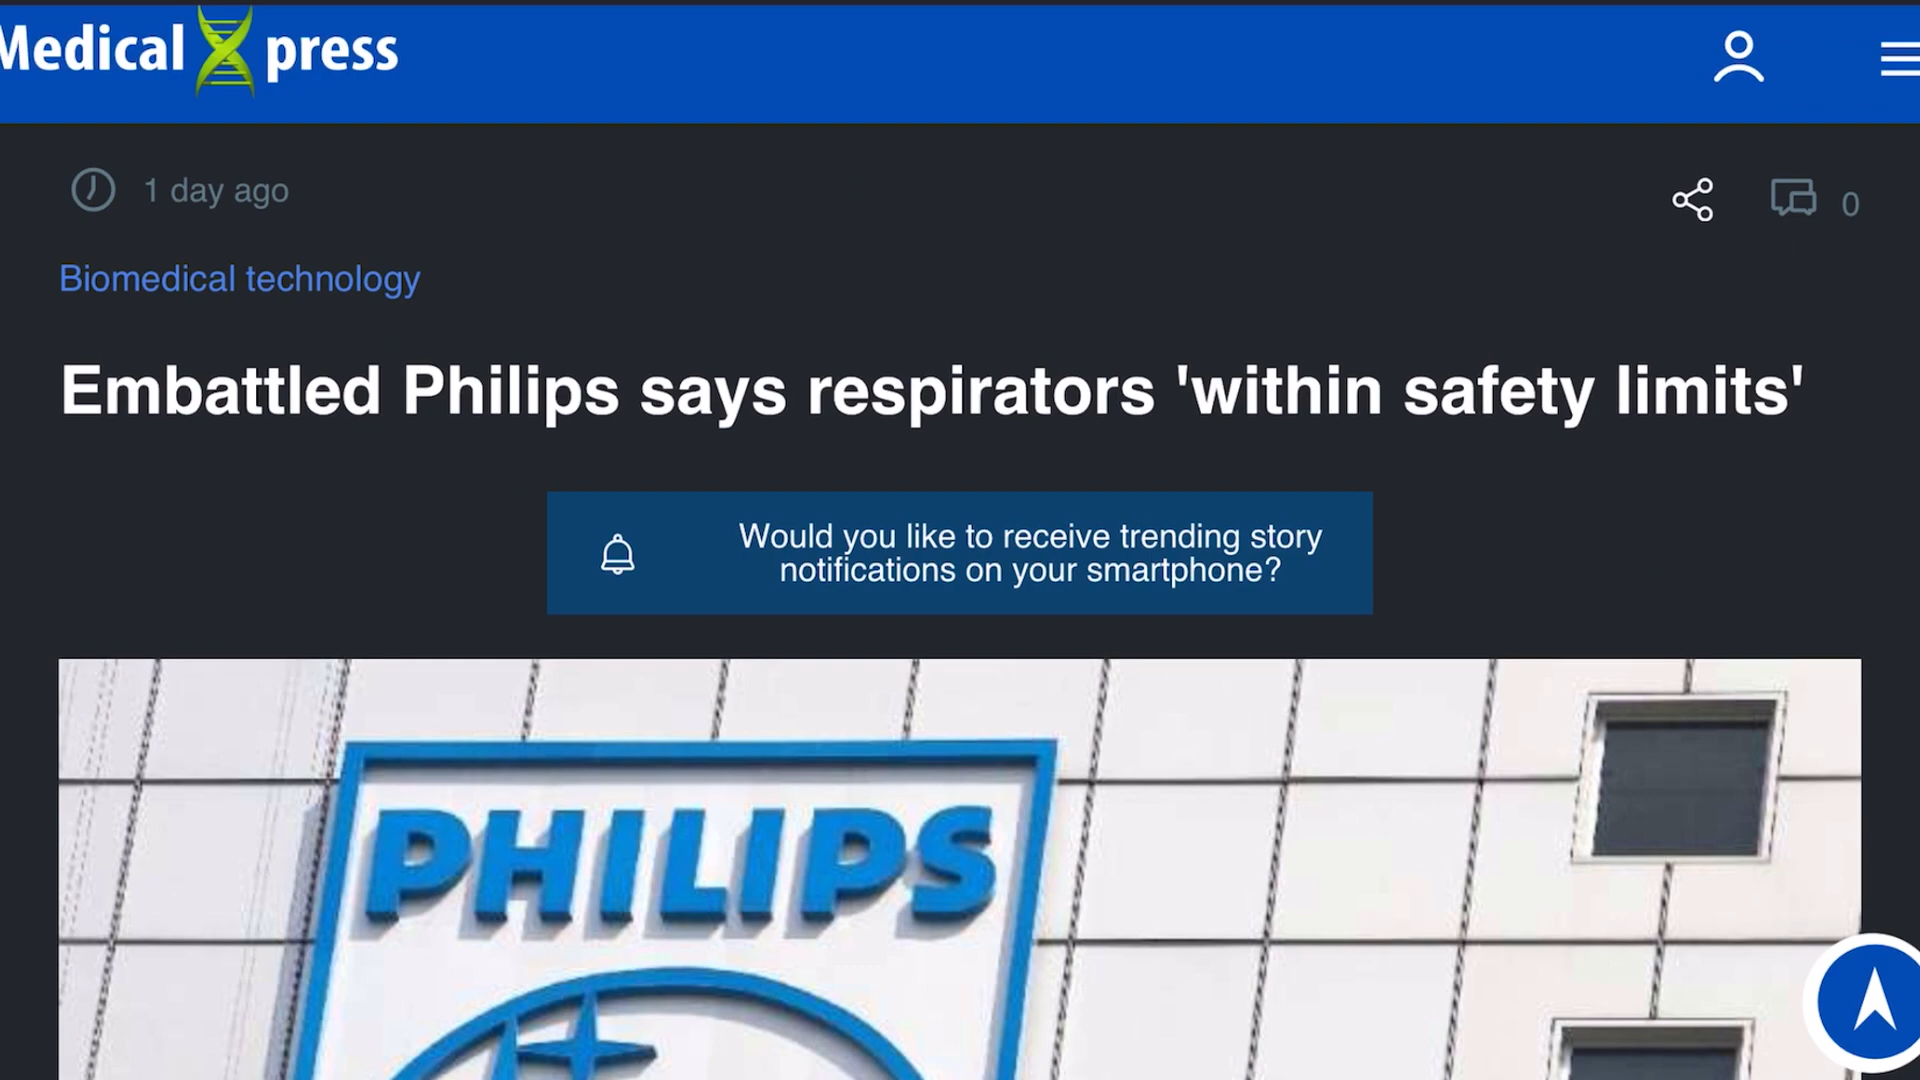 Medical Xpress
1 day ago
0
Biomedical technology
Embattled Philips says respirators 'within safety limits'
Would you like to receive trending story
notifications on your smartphone?
PHILIPS